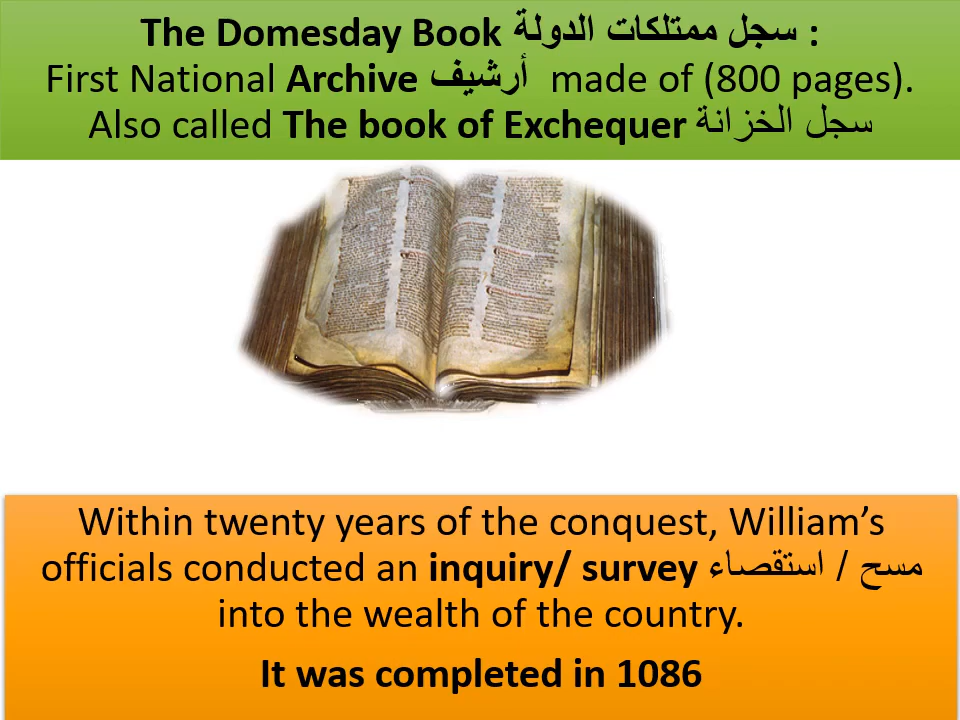 The Domesday Book سجل ممتلكات الدولة :
First National Archive أرشيف made of (800 pages).
Also called The book of Exchequer سجل الخزانة
Within twenty years of the conquest, William’s
officials conducted an inquiry/ survey مسح / استقصاء
into the wealth of the country.
It was completed in 1086